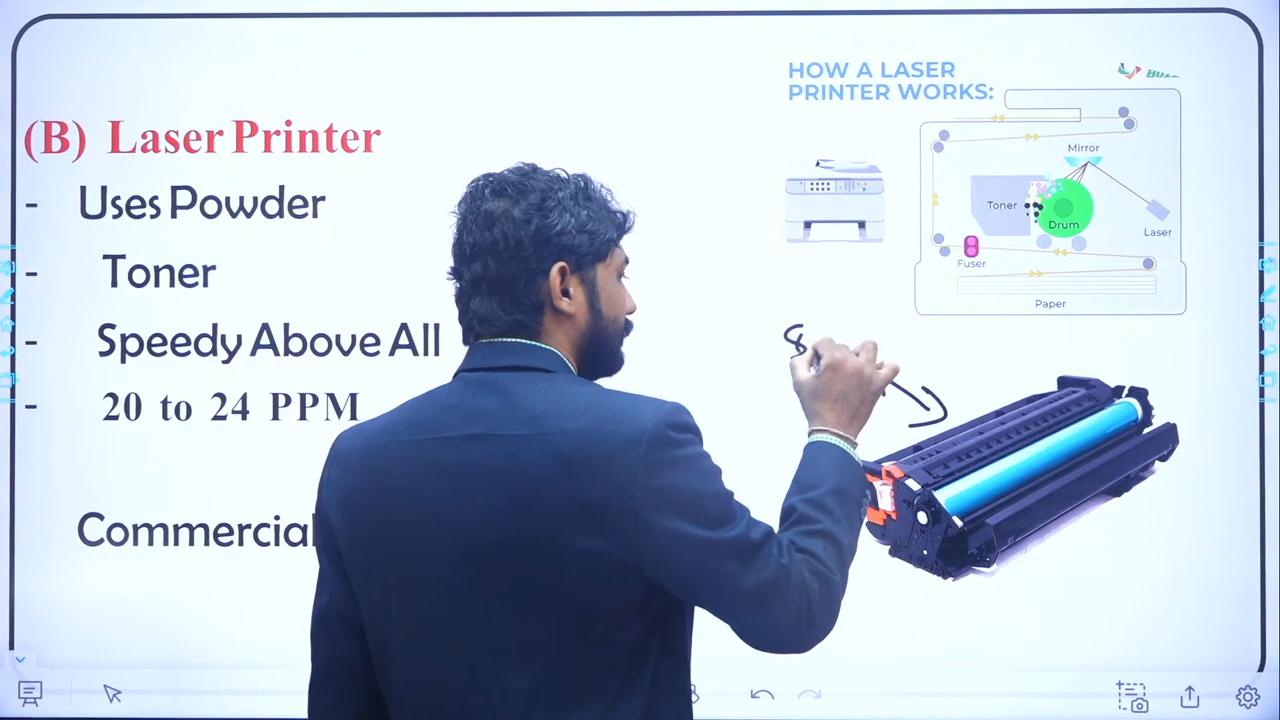 HOW A LASER
PRINTER WORKS:
(B) Laser Printer
- Uses Powder
- Toner
- Speedy Above All
- 20 to 24 PPM
Commercial
Mirror
Toner
Drum
Laser
Fuser
Paper